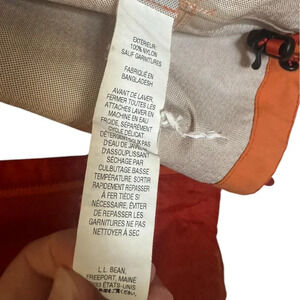 EXTÉRIEUR:
100% NYLON
SAUF GARNITURES
FABRIQUÉ EN
BANGLADESH
AVANT DE LAVER,
FERMER TOUTES LES
ATTACHES LAVER EN
MACHINE EN EAU
FROIDE, SÉPARÉMENT
CYCLE DÉLICAT
DÉTERGENT PAS
D'EAU DE JAVEL
D'ASSOUPLISSANT
SÉCHAGE PAR
CULBUTAGE BASSE
TEMPÉRATURE, SORTIR
RAPIDEMENT REPASSER
À FER TIÈDE SI
NÉCESSAIRE, ÉVITER
DE REPASSER LES
GARNITURES NE PAS
NETTOYER À SEC
L.L. BEAN,
FREEPORT, MAINE
ÉTATS-UNIS